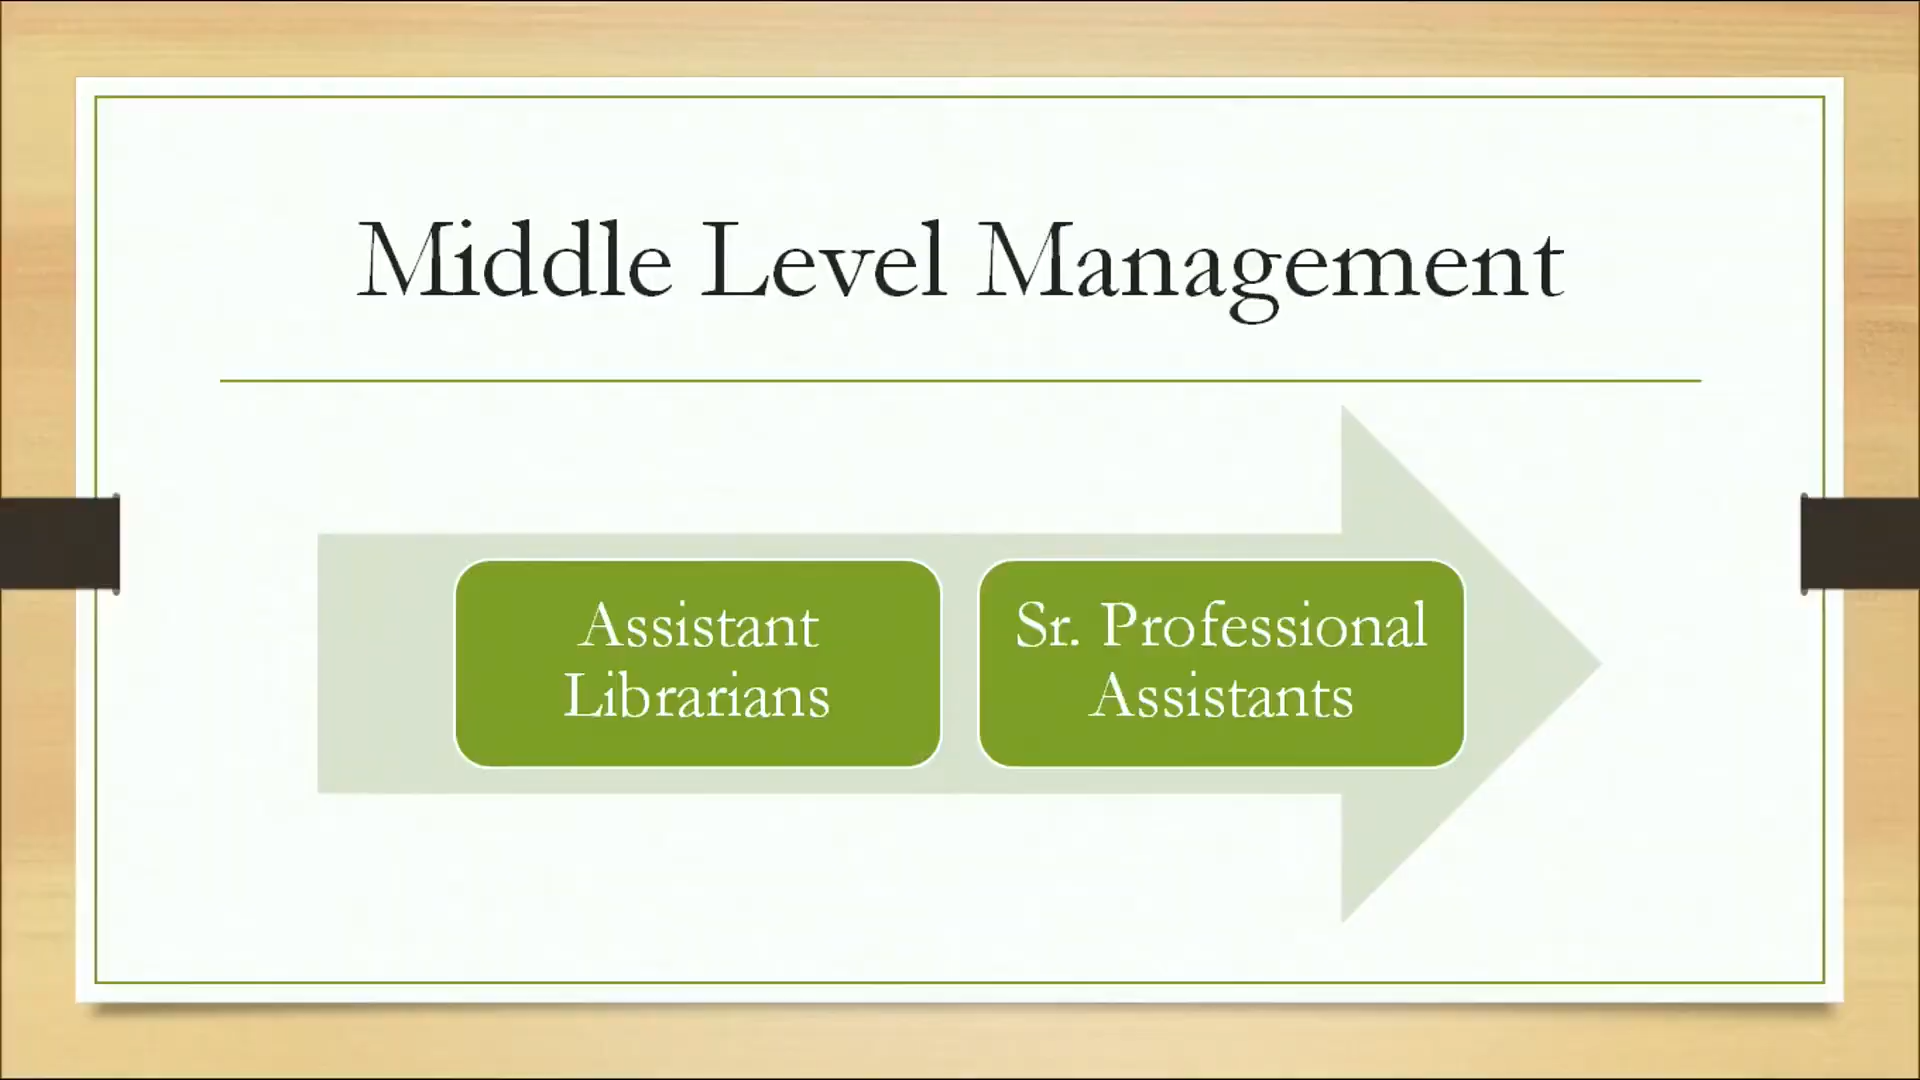 Middle Level Management
Assistant
Librarians
Sr. Professional
Assistants